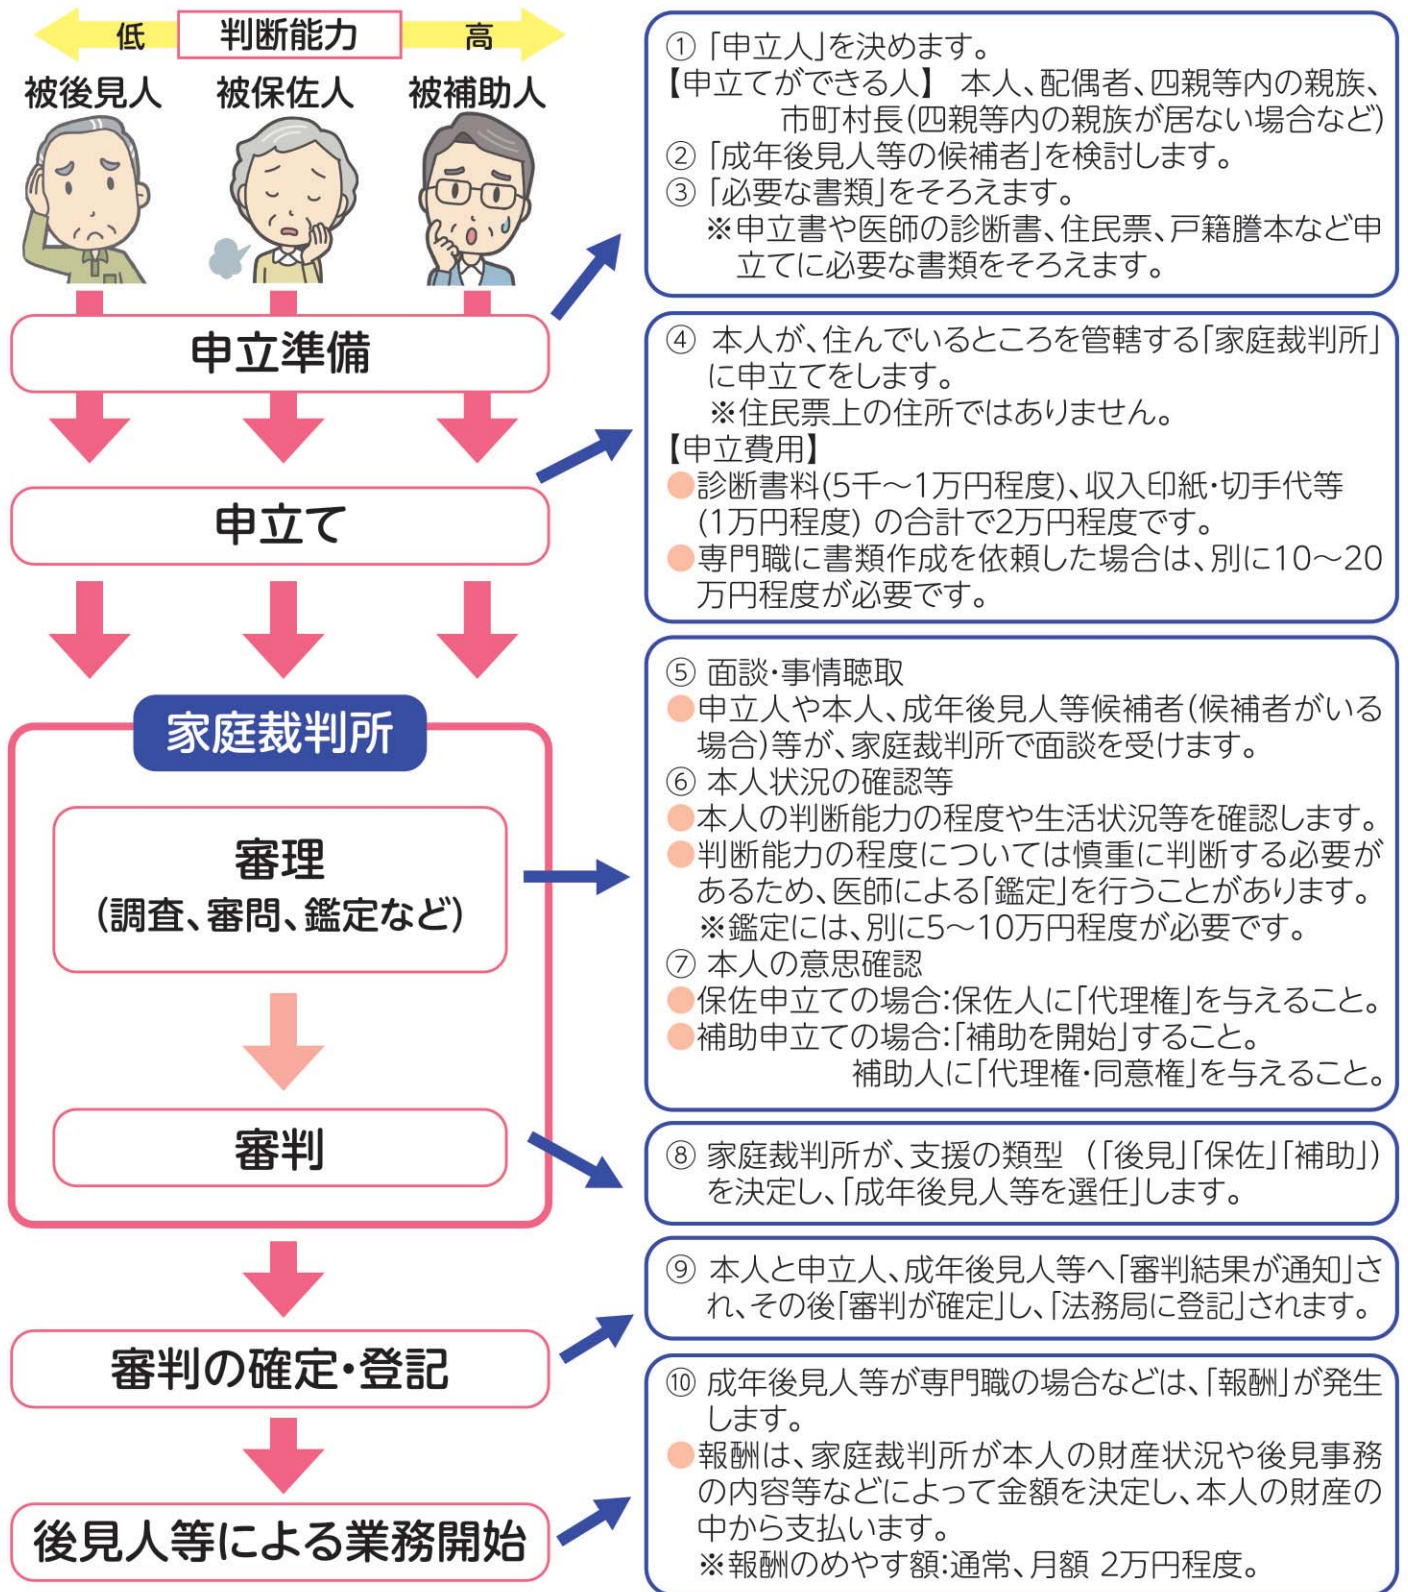 低 判断能力 高
被後見人 被保佐人 被補助人
申立準備
申立て
家庭裁判所
審理
(調査、審問、鑑定など)
審判
審判の確定・登記
後見人等による業務開始
① 「申立人」を決めます。
【申立てができる人】 本人、配偶者、四親等内の親族、
市町村長(四親等内の親族が居ない場合など)
② 「成年後見人等の候補者」を検討します。
③ 「必要な書類」をそろえます。
※申立書や医師の診断書、住民票、戸籍謄本など申
立てに必要な書類をそろえます。
④ 本人が、住んでいるところを管轄する「家庭裁判所」
に申立てをします。
※住民票上の住所ではありません。
【申立費用】
●診断書料(5千～1万円程度)、収入印紙・切手代等
(1万円程度) の合計で2万円程度です。
●専門職に書類作成を依頼した場合は、別に10～20
万円程度が必要です。
⑤ 面談・事情聴取
●申立人や本人、成年後見人等候補者(候補者がいる
場合)等が、家庭裁判所で面談を受けます。
⑥ 本人状況の確認等
●本人の判断能力の程度や生活状況等を確認します。
●判断能力の程度については慎重に判断する必要が
あるため、医師による「鑑定」を行うことがあります。
※鑑定には、別に5～10万円程度が必要です。
⑦ 本人の意思確認
●保佐申立ての場合:保佐人に「代理権」を与えること。
●補助申立ての場合:「補助を開始」すること。
補助人に「代理権・同意権」を与えること。
⑧ 家庭裁判所が、支援の類型 (「後見」「保佐」「補助」)
を決定し、「成年後見人等を選任」します。
⑨ 本人と申立人、成年後見人等へ「審判結果が通知」さ
れ、その後「審判が確定」し、「法務局に登記」されます。
⑩ 成年後見人等が専門職の場合などは、「報酬」が発生
します。
●報酬は、家庭裁判所が本人の財産状況や後見事務
の内容等などによって金額を決定し、本人の財産の
中から支払います。
※報酬のめやす額:通常、月額 2万円程度。